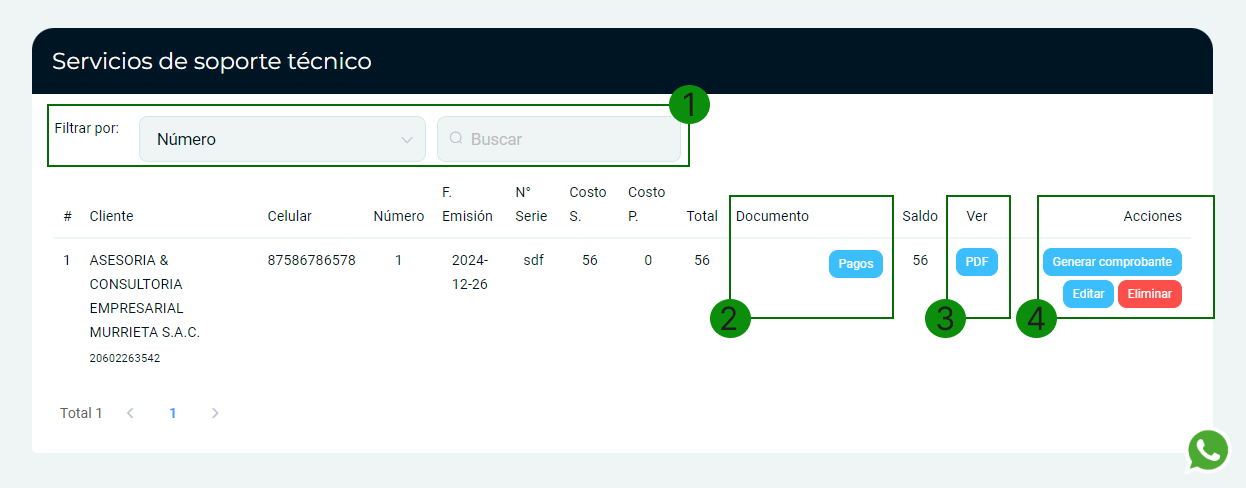 Servicios de soporte técnico
1
Filtrar por:
Número
Buscar
# Cliente Celular Número F. Emisión N° Serie Costo S. Costo P. Total Documento Saldo Ver Acciones
1 ASESORIA & 87586786578 1 2024- sdf 56 0 56 Pagos 56 PDF Generar comprobante
CONSULTORIA 12-26 Editar Eliminar
EMPRESARIAL 2 3 4
MURRIETA S.A.C.
20602263542
Total 1 1